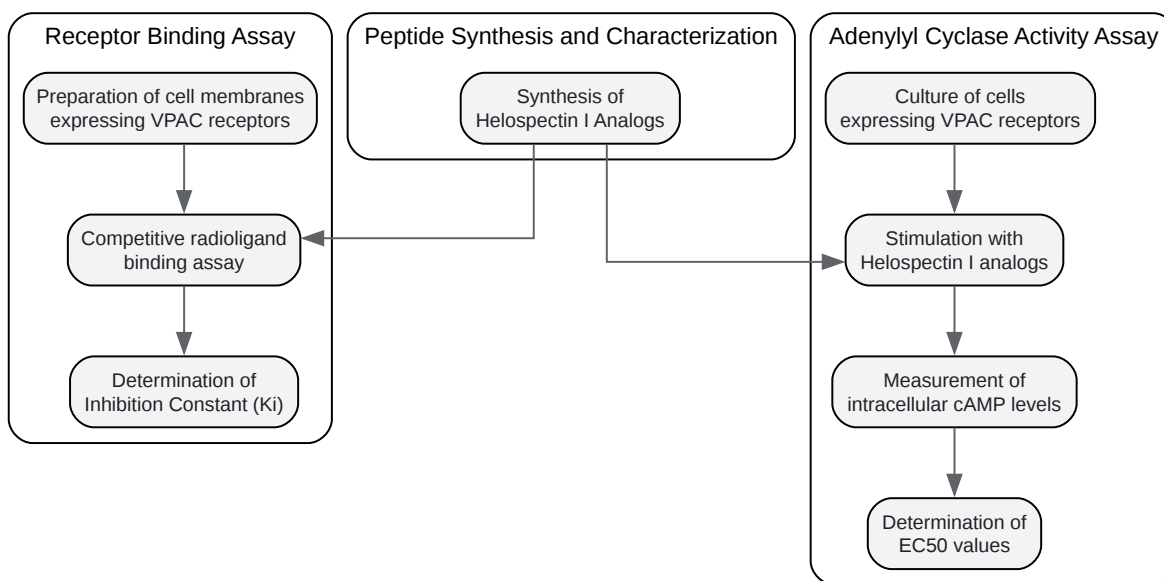 Receptor Binding Assay
Preparation of cell membranes
expressing VPAC receptors
Competitive radioligand
binding assay
Determination of
Inhibition Constant (Ki)
Peptide Synthesis and Characterization
Synthesis of
Helospectin I Analogs
Adenylyl Cyclase Activity Assay
Culture of cells
expressing VPAC receptors
Stimulation with
Helospectin I analogs
Measurement of
intracellular cAMP levels
Determination of
EC50 values